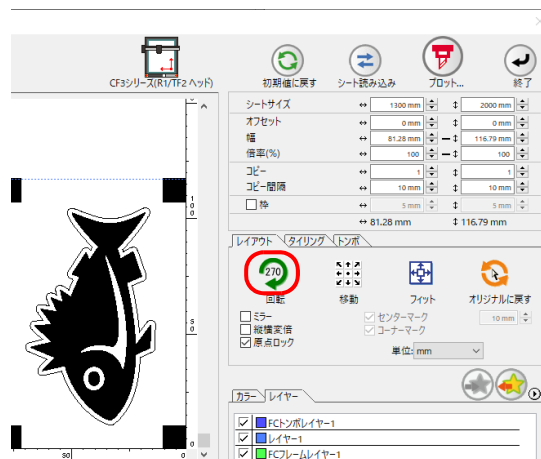 CF3シリーズ(R1/TF2 ヘッド)
初期値に戻す シート読み込み プロット... 終了
シートサイズ 1300 mm 2000 mm
オフセット 0 mm 0 mm
幅 81.28 mm 116.79 mm
倍率(%) 100 100
コピー 1 1
コピー間隔 10 mm 10 mm
枠 5 mm 5 mm
81.28 mm 116.79 mm
レイアウト タイリング トンボ
270
回転 移動 フィット オリジナルに戻す
ミラー センターマーク 10 mm
縦横変倍 コーナーマーク
原点ロック
単位: mm
カラー レイヤー
FCトンボレイヤー1
レイヤー1
FCフレームレイヤー1
100
50
0
50 0